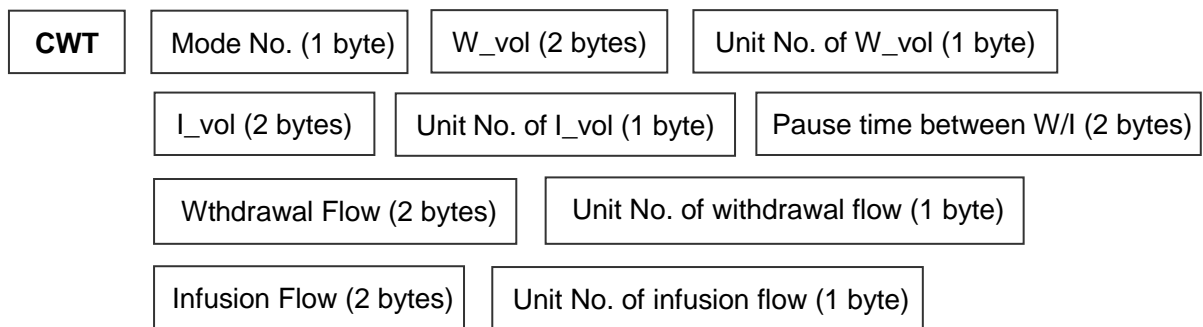 CWT Mode No. (1 byte) W_vol (2 bytes) Unit No. of W_vol (1 byte)
I_vol (2 bytes) Unit No. of I_vol (1 byte) Pause time between W/I (2 bytes)
Wthdrawal Flow (2 bytes) Unit No. of withdrawal flow (1 byte)
Infusion Flow (2 bytes) Unit No. of infusion flow (1 byte)